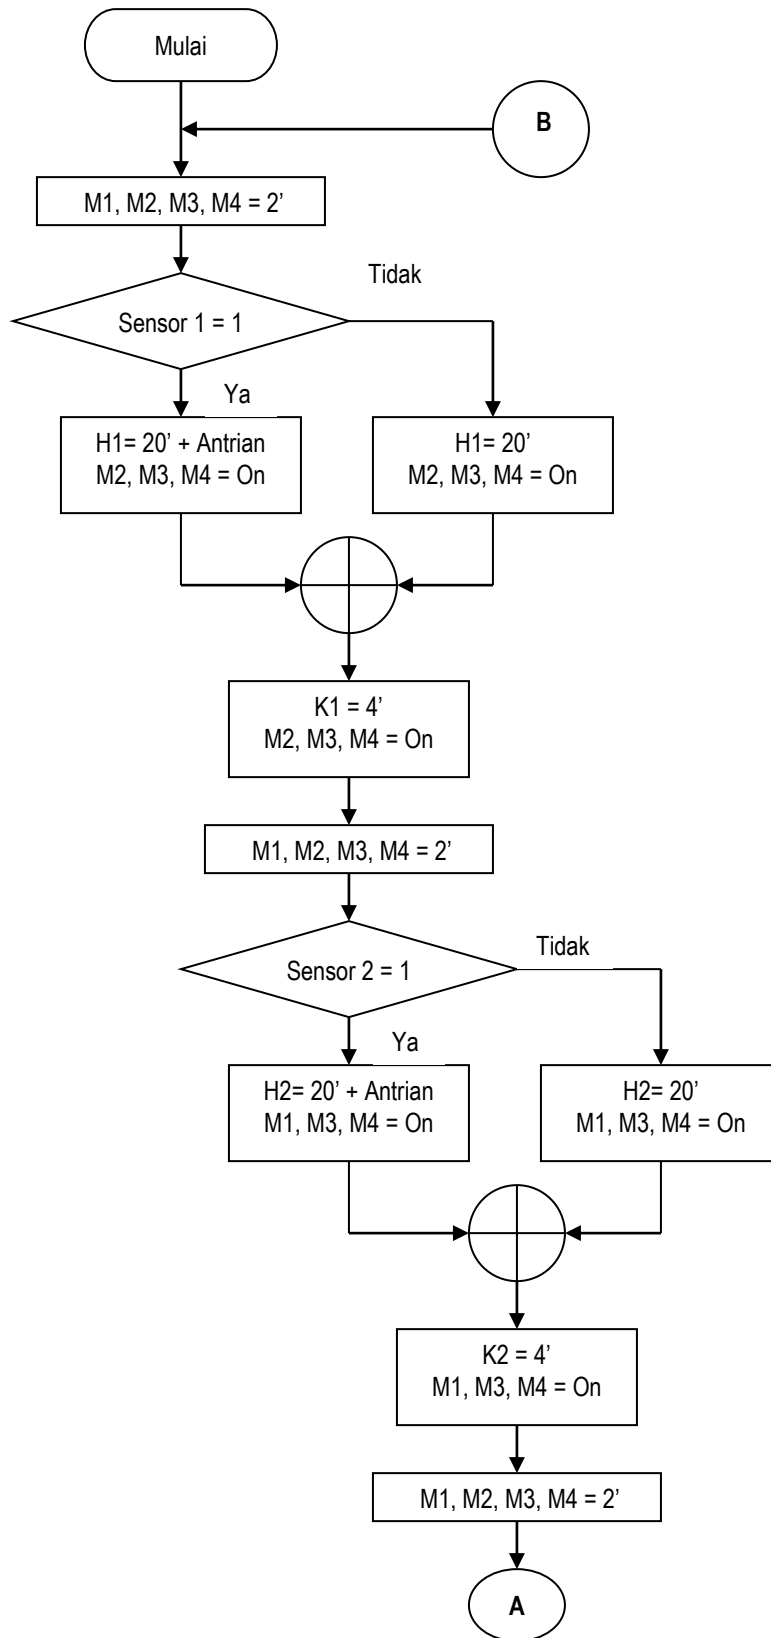 Mulai
B
M1, M2, M3, M4 = 2’
Tidak
Sensor 1 = 1
Ya
H1= 20’ + Antrian
M2, M3, M4 = On
H1= 20’
M2, M3, M4 = On
K1 = 4’
M2, M3, M4 = On
M1, M2, M3, M4 = 2’
Tidak
Sensor 2 = 1
Ya
H2= 20’ + Antrian
M1, M3, M4 = On
H2= 20’
M1, M3, M4 = On
K2 = 4’
M1, M3, M4 = On
M1, M2, M3, M4 = 2’
A